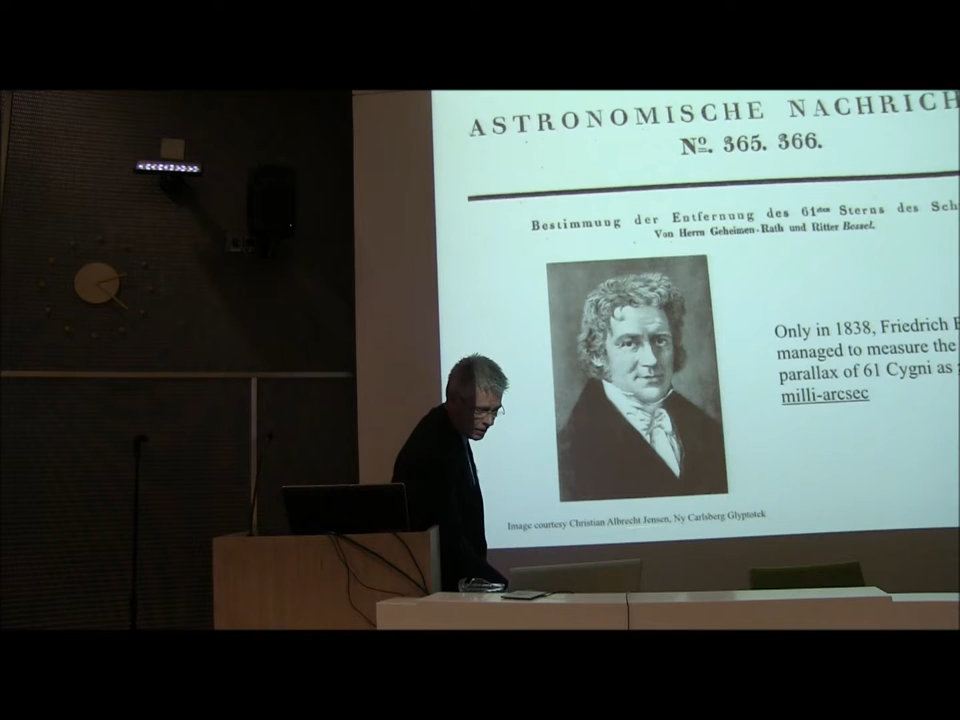 ASTRONOMISCHE NACHRICH
Nº. 365. 366.
Bestimmung der Entfernung des 61sten Sterns des Sch
Von Herrn Geheimen-Rath und Ritter Bessel.
Only in 1838, Friedrich
managed to measure the
parallax of 61 Cygni as
milli-arcsec
Image courtesy Christian Albrecht Jensen, Ny Carlsberg Glyptotek